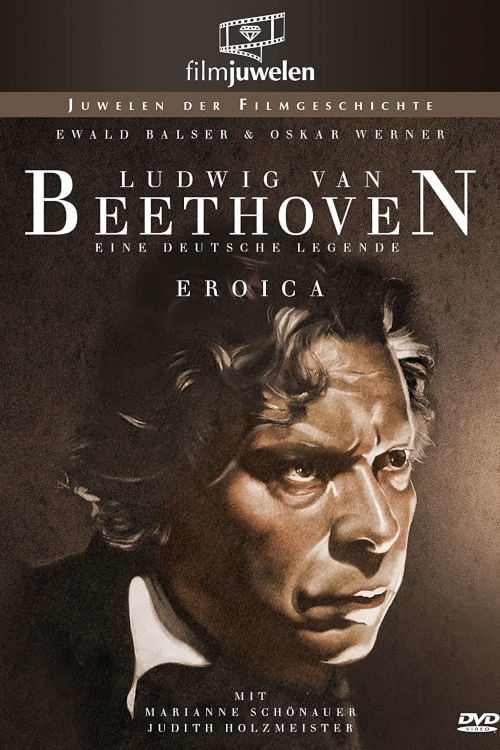 filmjuwelen
JUWELEN DER FILMGESCHICHTE
EWALD BALSER & OSKAR WERNER
LUDWIG VAN
BEETHOVEN
EINE DEUTSCHE LEGENDE
EROICA
MIT
MARIANNE SCHÖNAUER
JUDITH HOLZMEISTER
DVD
VIDEO